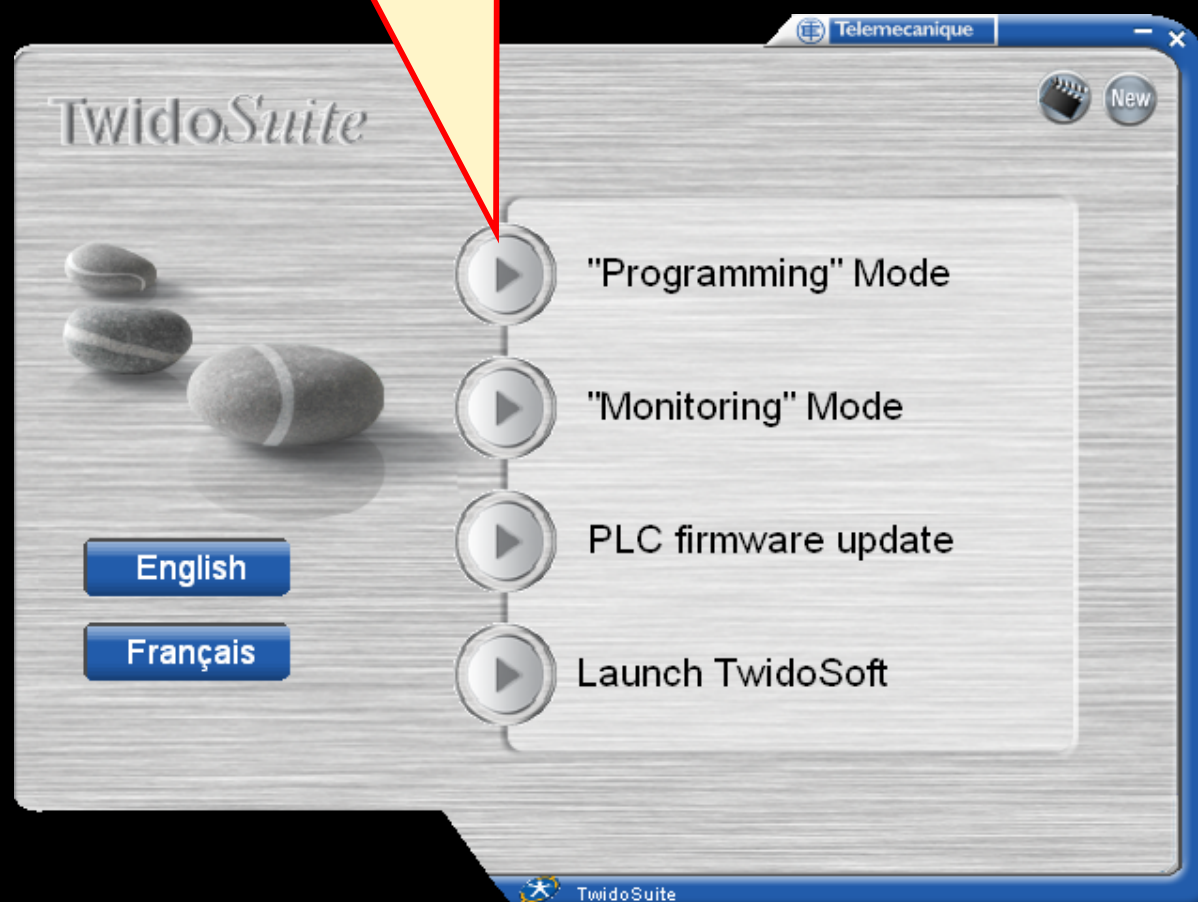 Telemecanique
New
TwidoSuite
"Programming" Mode
"Monitoring" Mode
PLC firmware update
English
Français
Launch TwidoSoft
TwidoSuite